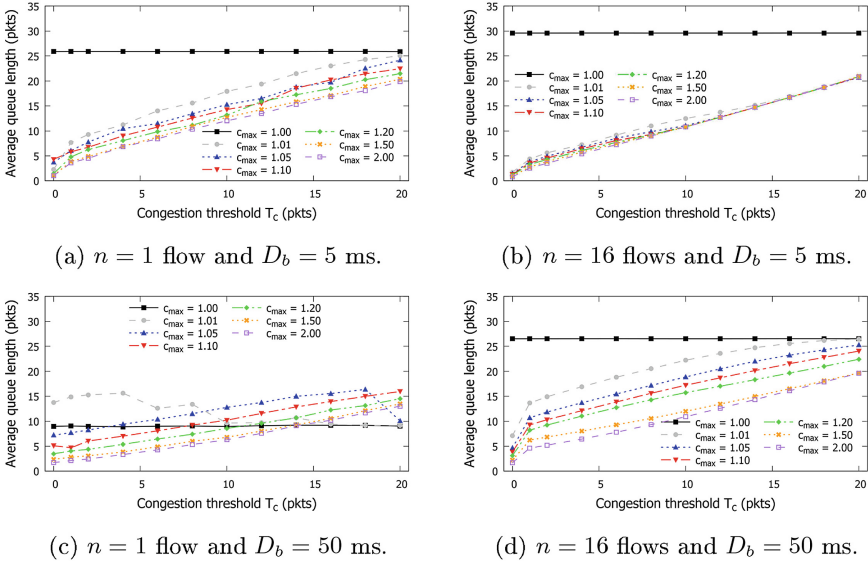 35
30
25
20
15
10
5
0
Average queue length (pkts)
c_max = 1.00
c_max = 1.01
c_max = 1.05
c_max = 1.10
c_max = 1.20
c_max = 1.50
c_max = 2.00
0 5 10 15 20
Congestion threshold T_c (pkts)
(a) n = 1 flow and D_b = 5 ms.
35
30
25
20
15
10
5
0
Average queue length (pkts)
c_max = 1.00
c_max = 1.01
c_max = 1.05
c_max = 1.10
c_max = 1.20
c_max = 1.50
c_max = 2.00
0 5 10 15 20
Congestion threshold T_c (pkts)
(b) n = 16 flows and D_b = 5 ms.
35
30
25
20
15
10
5
0
Average queue length (pkts)
c_max = 1.00
c_max = 1.01
c_max = 1.05
c_max = 1.10
c_max = 1.20
c_max = 1.50
c_max = 2.00
0 5 10 15 20
Congestion threshold T_c (pkts)
(c) n = 1 flow and D_b = 50 ms.
35
30
25
20
15
10
5
0
Average queue length (pkts)
c_max = 1.00
c_max = 1.01
c_max = 1.05
c_max = 1.10
c_max = 1.20
c_max = 1.50
c_max = 2.00
0 5 10 15 20
Congestion threshold T_c (pkts)
(d) n = 16 flows and D_b = 50 ms.